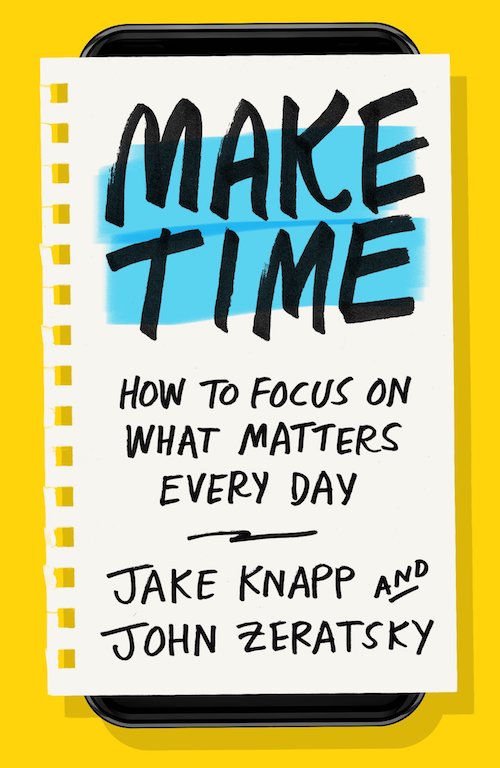 MAKE
TIME
HOW TO FOCUS ON
WHAT MATTERS
EVERY DAY
JAKE KNAPP AND
JOHN ZERATSKY